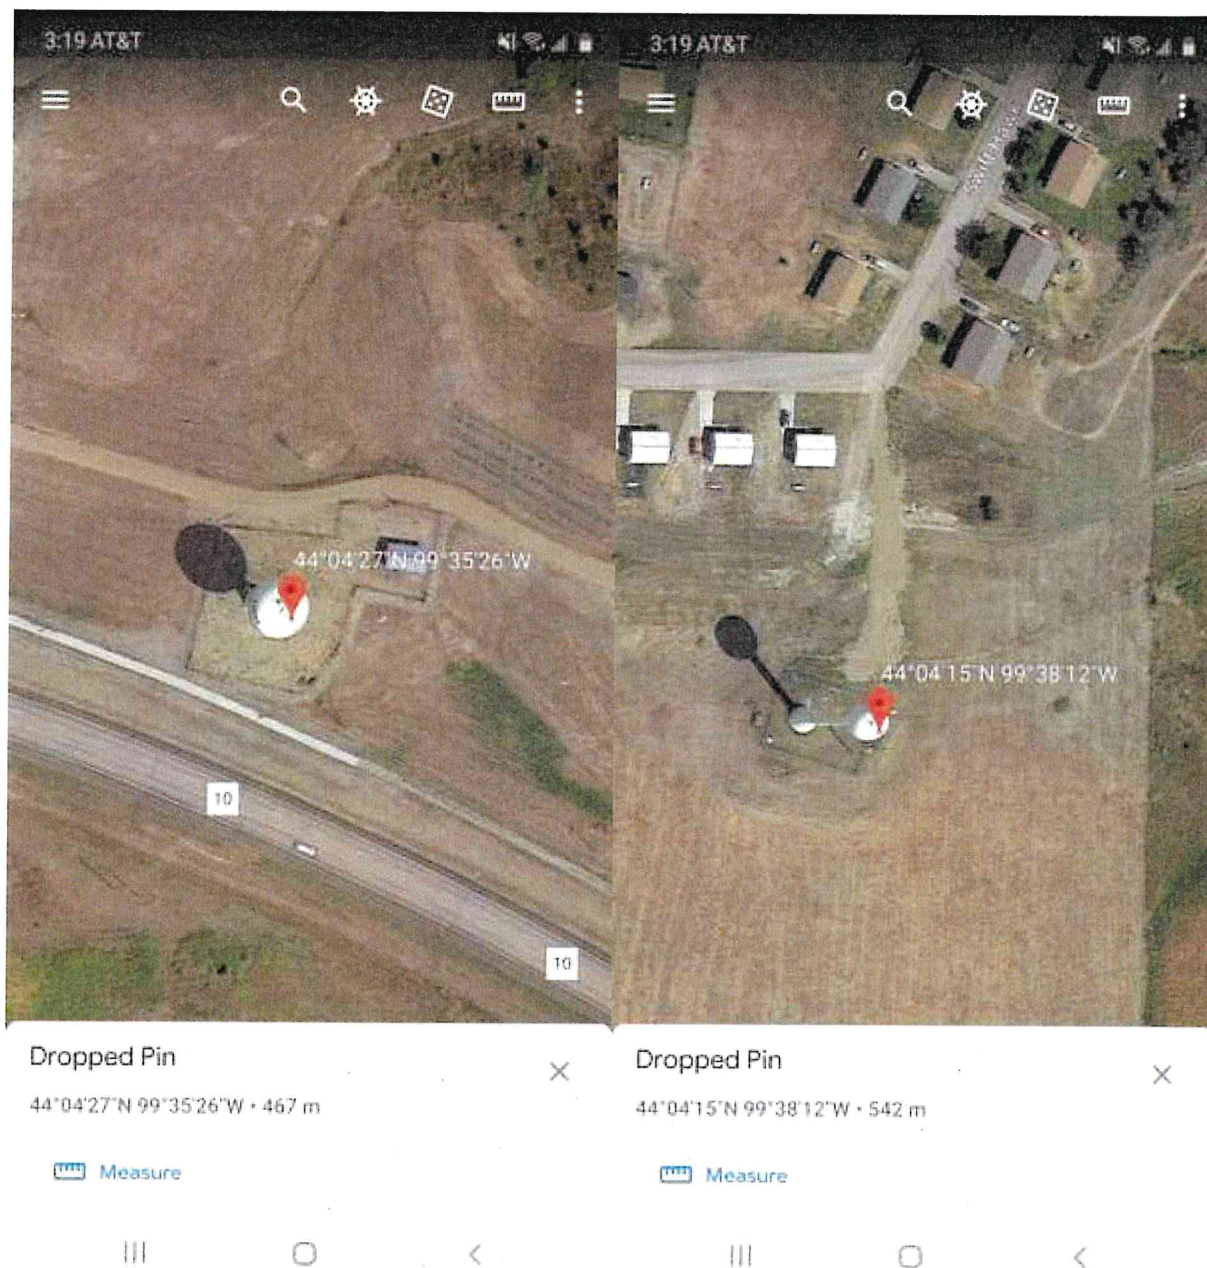 3:19 AT&T
44°04'27"N 99°35'26"W
10
10
Dropped Pin
44°04'27"N 99°35'26"W • 467 m
Measure
3:19 AT&T
44°04'15"N 99°38'12"W
Dropped Pin
44°04'15"N 99°38'12"W • 542 m
Measure